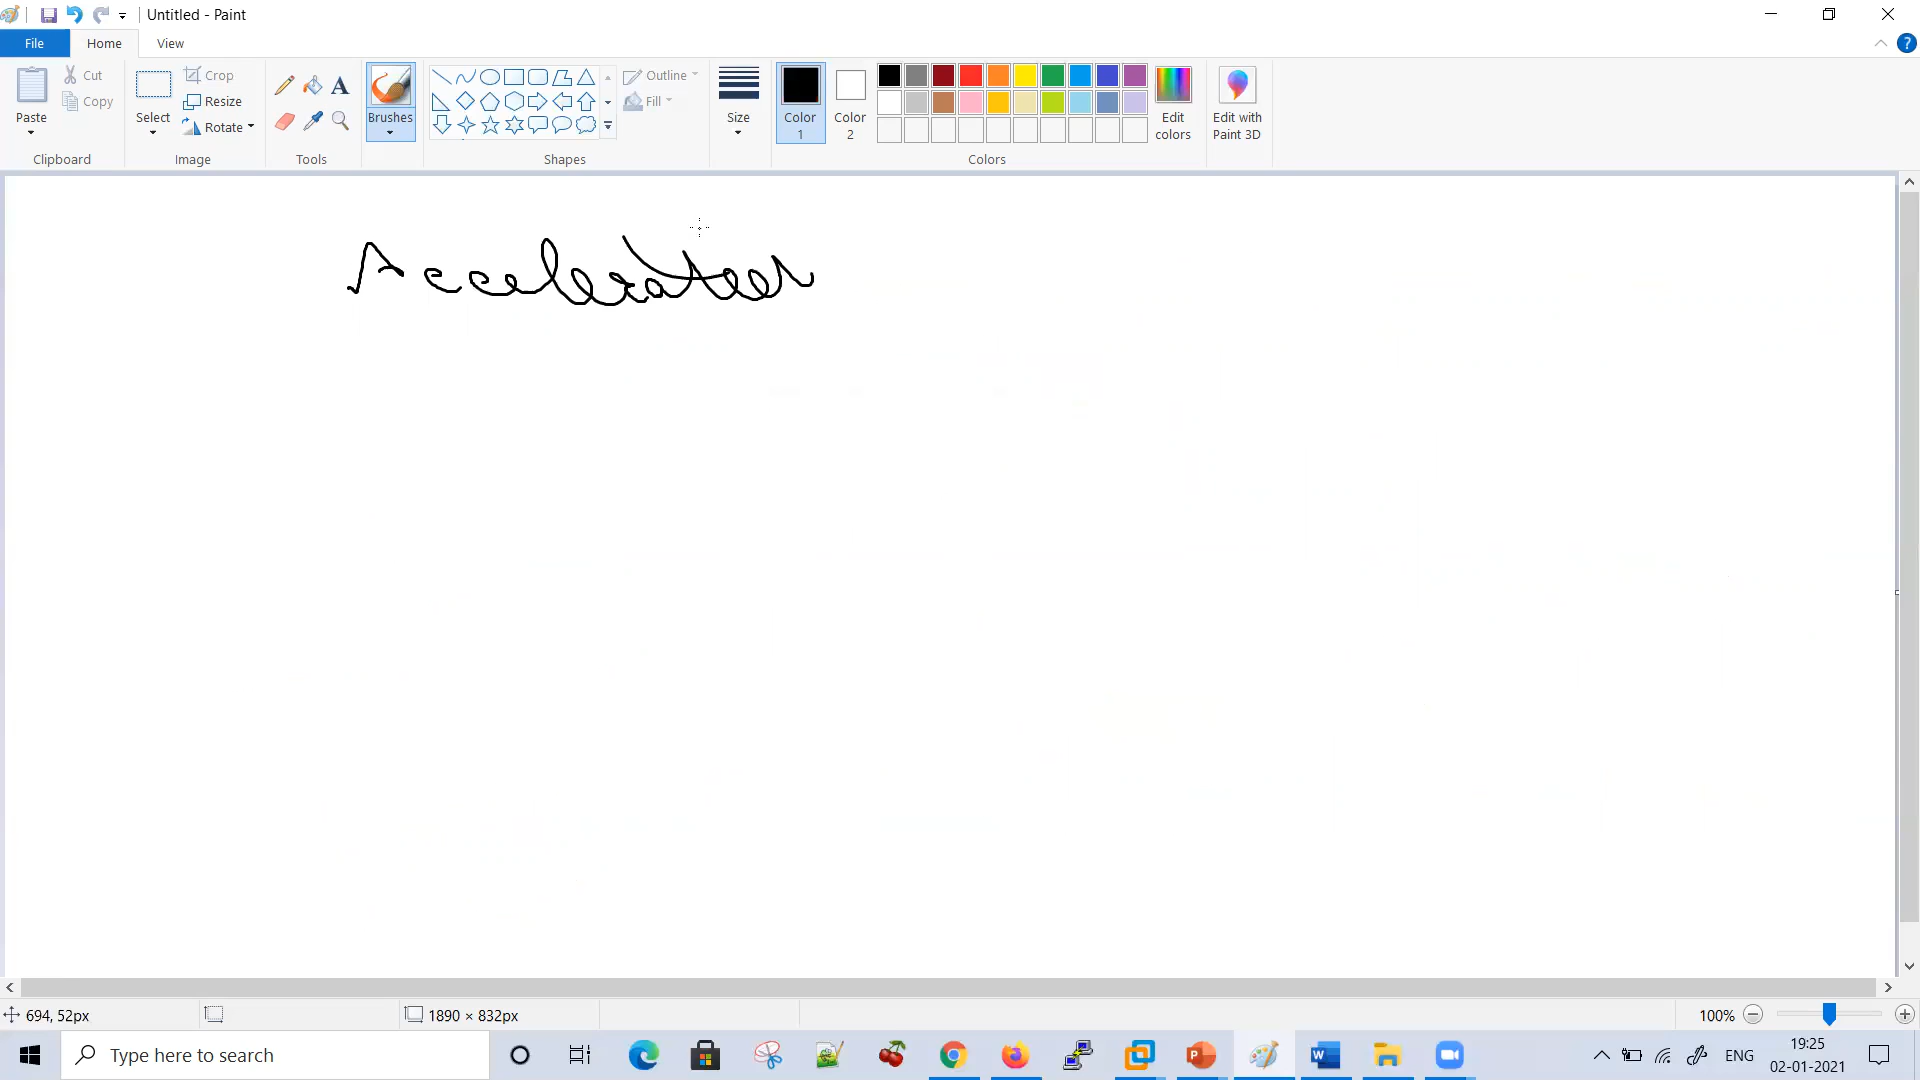 Untitled - Paint
File Home View
Paste
Cut
Copy
Clipboard
Select
Crop
Resize
Rotate
Image
Tools
Brushes
Outline
Fill
Shapes
Size
Color 1
Color 2
Edit colors
Edit with Paint 3D
Colors
?
A
Accelerater
694, 52px
1890 × 832px
100%
Type here to search
ENG
19:25
02-01-2021